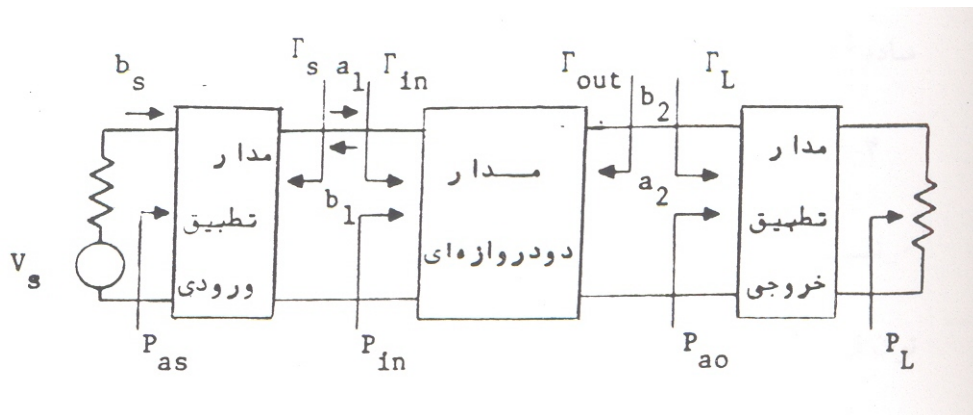 b_s
Γ_s a_1 Γ_in
Γ_out b_2 Γ_L
مدار
تطبیق
ورودی
b_1
مدار
دودروازه‌ای
a_2
مدار
تطبیق
خروجی
V_s
P_as
P_in
P_ao
P_L